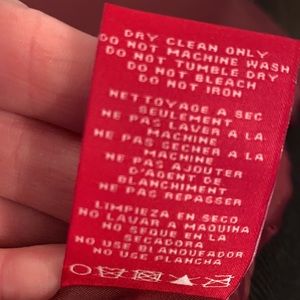 DRY CLEAN ONLY
DO NOT MACHINE WASH
DO NOT TUMBLE DRY
DO NOT BLEACH
DO NOT IRON
NETTOYAGE A SEC
SEULEMENT
NE PAS LAVER A LA
MACHINE
NE PAS SECHER A LA
MACHINE
NE PAS AJOUTER
D'AGENT DE
BLANCHIMENT
NE PAS REPASSER
LIMPIEZA EN SECO
NO LAVAR A MAQUINA
NO SEQUE EN LA
SECADORA
NO USE BLANQUEADOR
NO USE PLANCHA